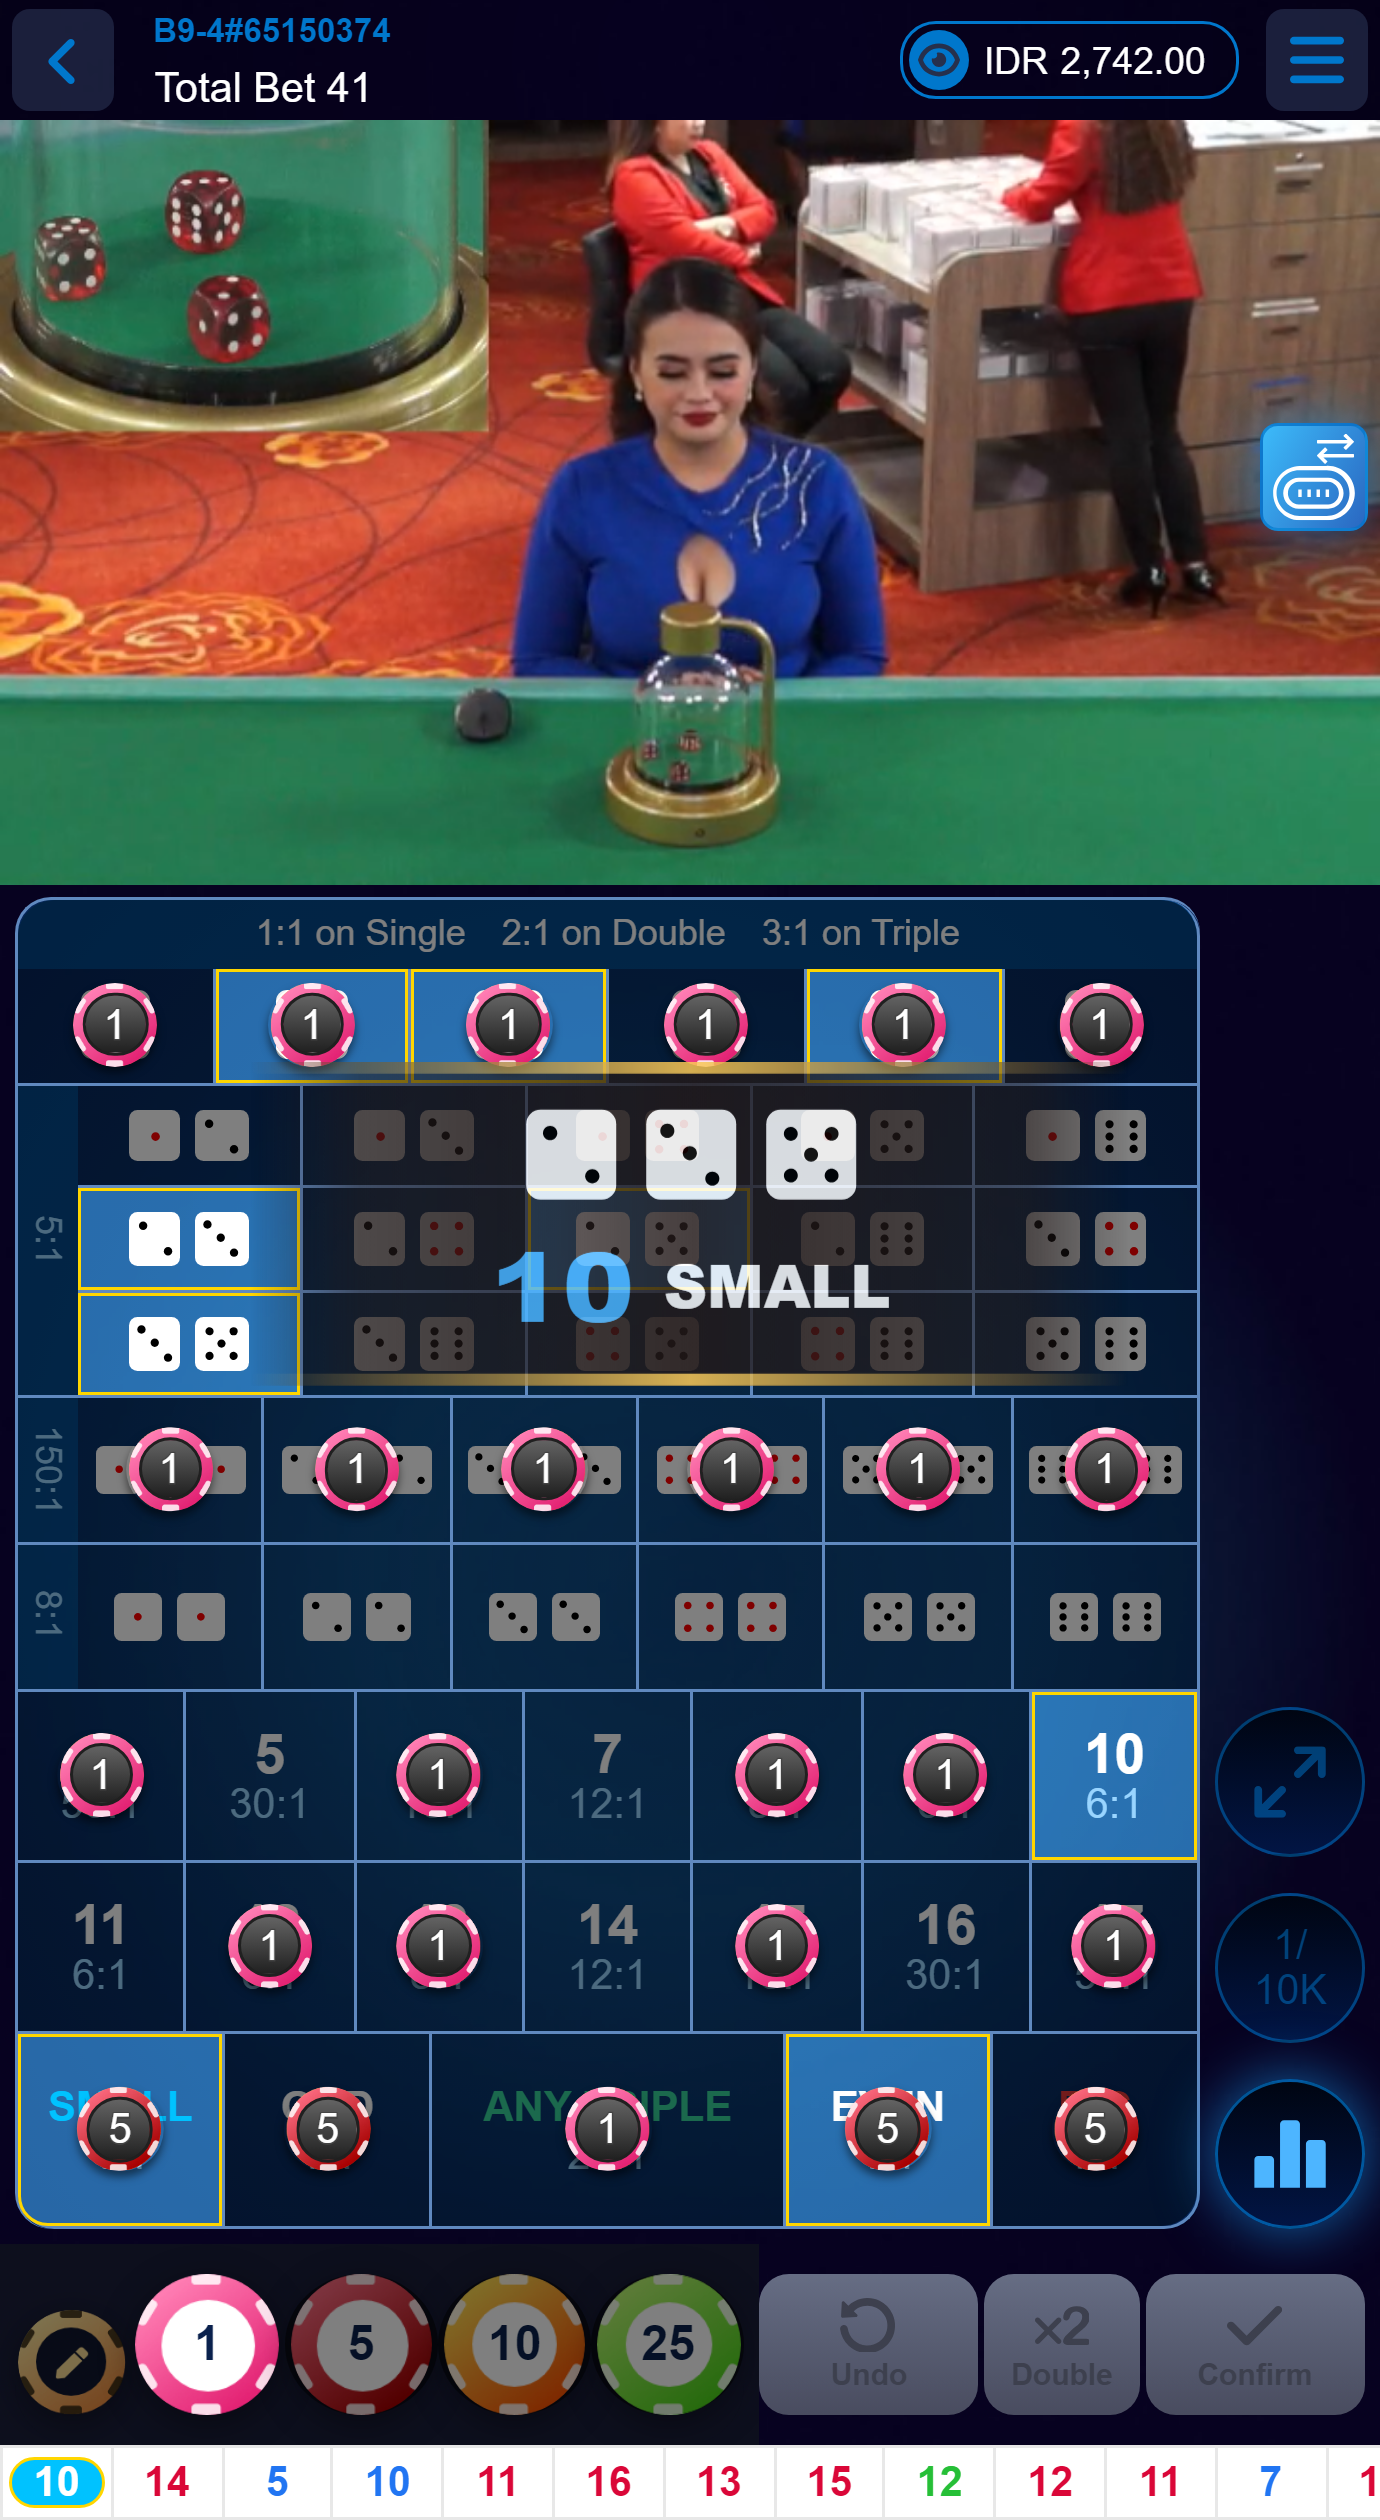 B9-4#65150374
Total Bet 41
IDR 2,742.00
1:1 on Single 2:1 on Double 3:1 on Triple
1 1 1 1 1 1
5:1
10 SMALL
150:1
1 1 1 1 1 1
8:1
1 5 1 7 1 1 10
30:1 12:1 6:1
11 1 1 14 1 16 1
6:1 12:1 30:1
1/
10K
5 5 1 5 5
1 5 10 25
x2
Undo Double Confirm
10 14 5 10 11 16 13 15 12 12 11 7